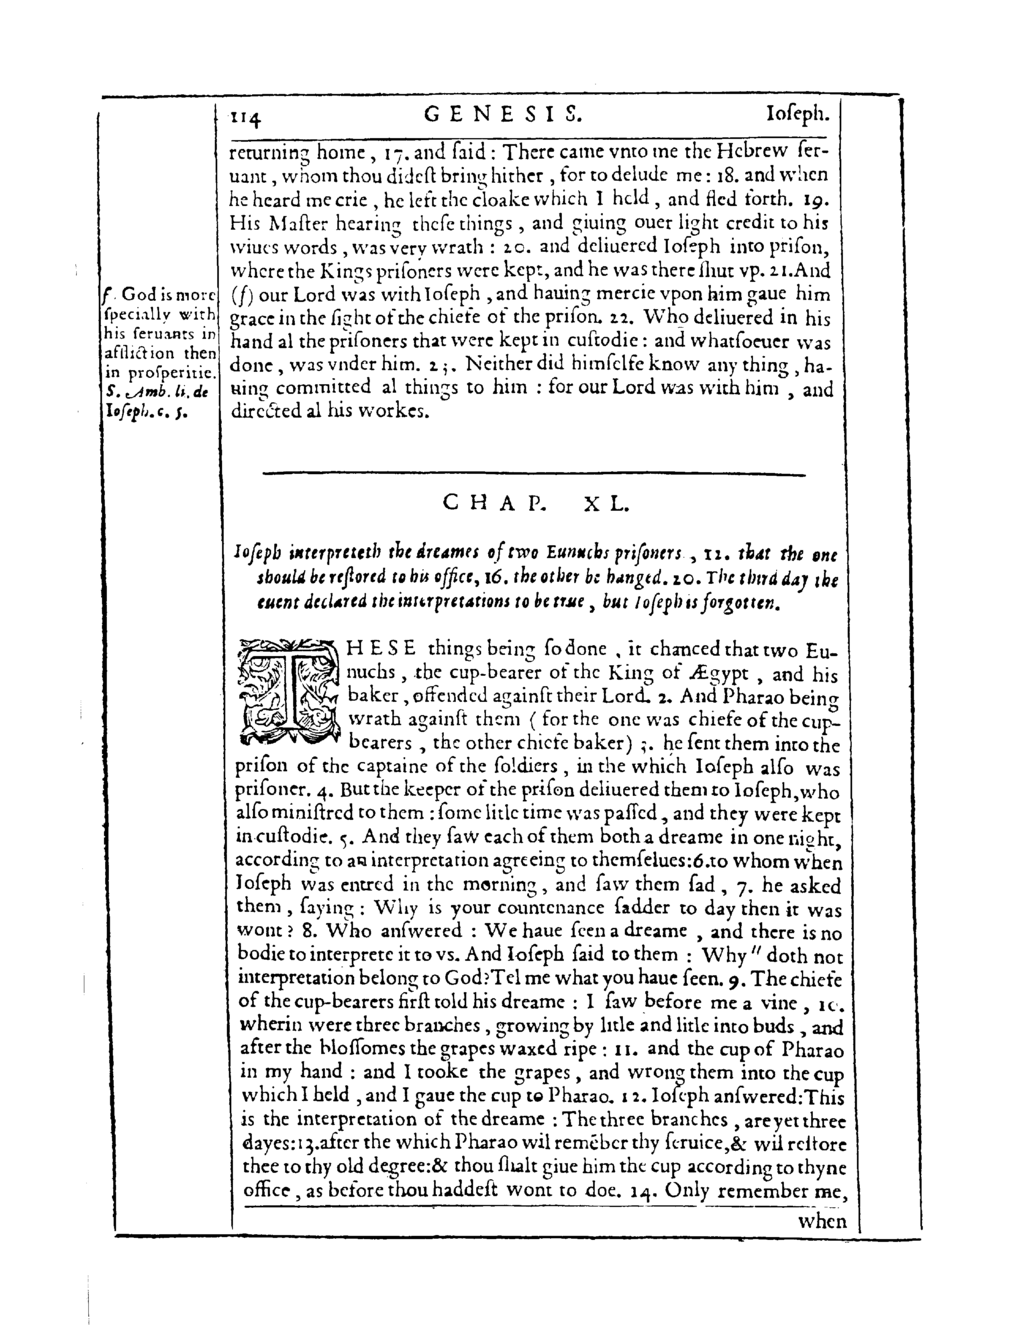 114 GENESIS. Ioſeph.
returning home, 17. and ſaid: There came vnto me the Hebrew ſer-
uant, whom thou dideſt bring hither, for to delude me: 18. and when
he heard me crie, he left the cloake which I held, and fled forth. 19.
His Maſter hearing theſe things, and giuing ouer light credit to his
wiues words, was very wrath: 20. and deliuered Ioſeph into priſon,
where the Kings priſoners were kept, and he was there ſhut vp. 21. And
(f) our Lord was with Ioſeph, and hauing mercie vpon him gaue him
grace in the ſight of the chiefe of the priſon. 22. Who deliuered in his
hand al the priſoners that were kept in cuſtodie: and whatſoeuer was
done, was vnder him. 23. Neither did himſelfe know any thing, ha-
uing committed al things to him: for our Lord was with him, and
directed al his workes.
f. God is more
ſpecially with
his ſeruants in
affliction then
in proſperitie.
S. Amb. li. de
Ioſeph. c. 5.
CHAP. XL.
Ioſeph interpreteth the dreames of two Eunuchs priſoners, 12. that the one
should be reſtored to his office, 16. the other be hanged. 20. The third day the
euent declared the interpretations to be true, but Ioſeph is forgotten.
THESE things being ſo done, it chanced that two Eu-
nuchs, the cup-bearer of the King of Ægypt, and his
baker, offended againſt their Lord. 2. And Pharao being
wrath againſt them (for the one was chiefe of the cup-
bearers, the other chiefe baker) 3. he ſent them into the
priſon of the captaine of the ſoldiers, in the which Ioſeph alſo was
priſoner. 4. But the keeper of the priſon deliuered them to Ioſeph, who
alſo miniſtred to them: ſome litle time was paſſed, and they were kept
in cuſtodie. 5. And they ſaw each of them both a dreame in one night,
according to an interpretation agreeing to themſelues: 6. to whom when
Ioſeph was entred in the morning, and ſaw them ſad, 7. he asked
them, ſaying: Why is your countenance ſadder to day then it was
wont? 8. Who anſwered: We haue ſeen a dreame, and there is no
bodie to interprete it to vs. And Ioſeph ſaid to them: Why " doth not
interpretation belong to God? Tel me what you haue ſeen. 9. The chiefe
of the cup-bearers firſt told his dreame: I ſaw before me a vine, 10.
wherin were three branches, growing by litle and litle into buds, and
after the bloſſomes the grapes waxed ripe: 11. and the cup of Pharao
in my hand: and I tooke the grapes, and wrong them into the cup
which I held, and I gaue the cup to Pharao. 12. Ioſeph anſwered: This
is the interpretation of the dreame: The three branches, are yet three
dayes: 13. after the which Pharao wil remēber thy ſeruice, & wil reſtore
thee to thy old degree: & thou ſhalt giue him the cup according to thyne
office, as before thou haddeſt wont to doe. 14. Only remember me,
when